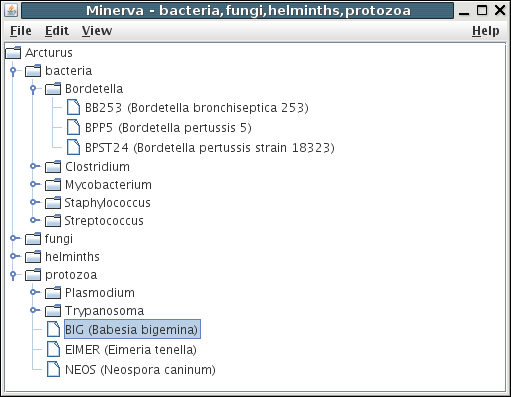 Minerva - bacteria,fungi,helminths,protozoa
File Edit View Help
Arcturus
bacteria
Bordetella
BB253 (Bordetella bronchiseptica 253)
BPP5 (Bordetella pertussis 5)
BPST24 (Bordetella pertussis strain 18323)
Clostridium
Mycobacterium
Staphylococcus
Streptococcus
fungi
helminths
protozoa
Plasmodium
Trypanosoma
BIG (Babesia bigemina)
EIMER (Eimeria tenella)
NEOS (Neospora caninum)